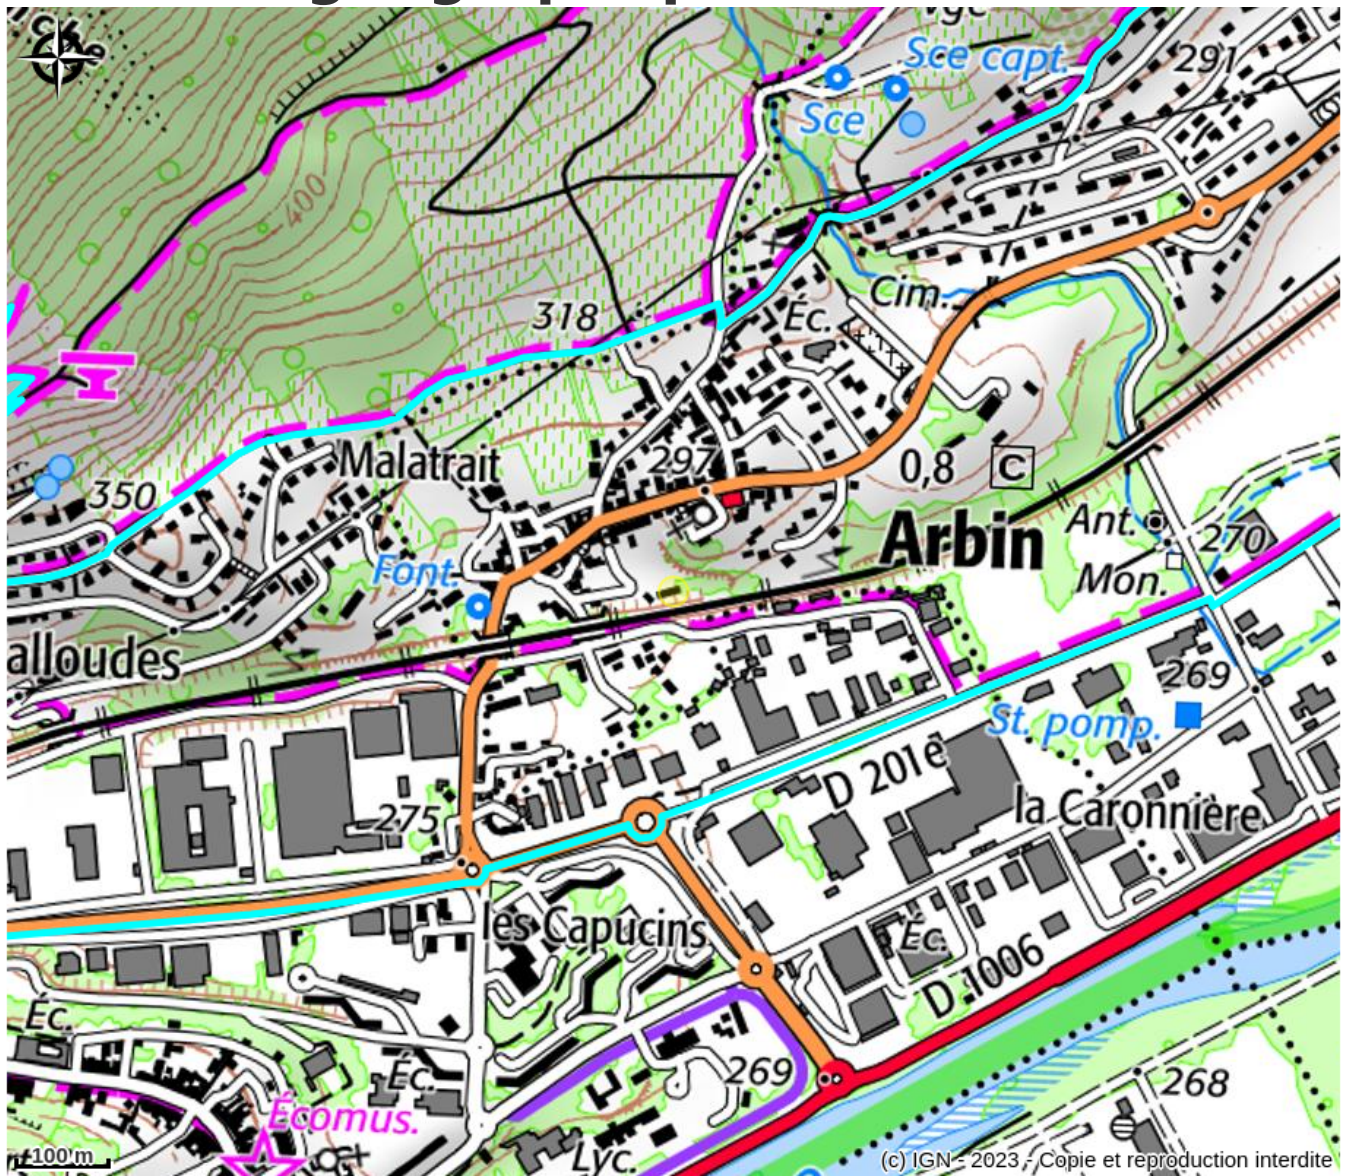 Sce capt.
291
Sce
400
Cim.
318
Éc.
Malatrait
297
0,8
C
350
Arbin
Ant.
270
Font.
Mon.
alloudes
269
St. pomp.
D 201e
275
la Caronnière
les Capucins
Éc.
D 1006
Éc.
269
Éc.
268
Écomus.
100 m
Lyc.
(c) IGN - 2023 - Copie et reproduction interdite